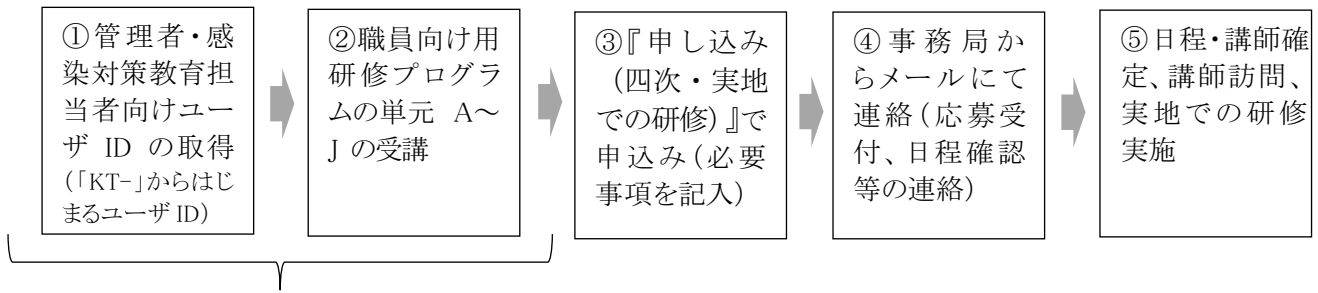 ①管理者・感
染対策教育担
当者向けユー
ザ ID の取得
（「KT-」からはじ
まるユーザ ID）
②職員向け用
研修プログラ
ムの単元 A～
J の受講
③『申し込み
（四次・実地
での研修）』で
申込み（必要
事項を記入）
④事務局か
らメールにて
連絡（応募受
付、日程確認
等の連絡）
⑤日程・講師確
定、講師訪問、
実地での研修
実施